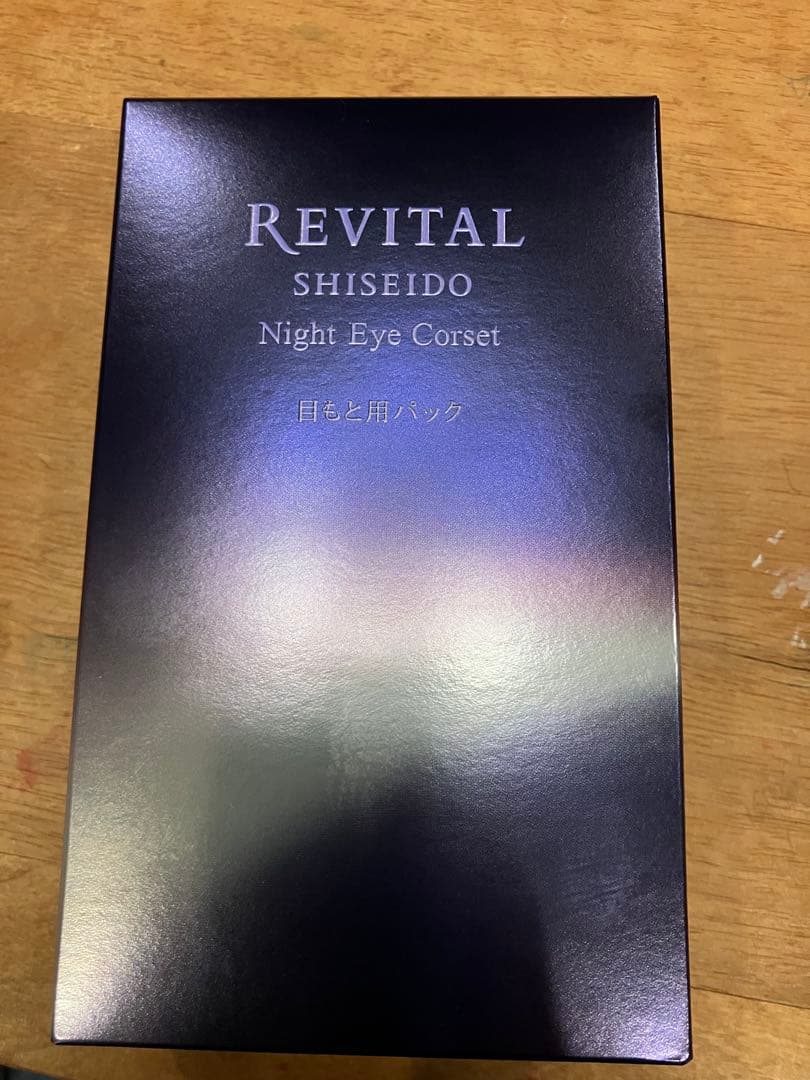 REVITAL
SHISEIDO
Night Eye Corset
目もと用パック